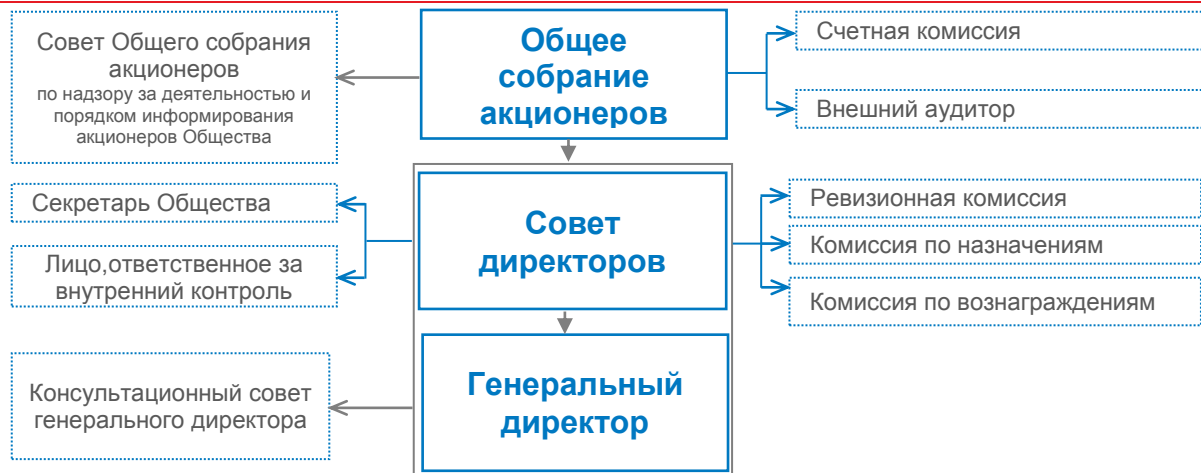 Совет Общего собрания
акционеров
по надзору за деятельностью и
порядком информирования
акционеров Общества
Общее
собрание
акционеров
Счетная комиссия
Внешний аудитор
Секретарь Общества
Лицо,ответственное за
внутренний контроль
Совет
директоров
Ревизионная комиссия
Комиссия по назначениям
Комиссия по вознаграждениям
Консультационный совет
генерального директора
Генеральный
директор